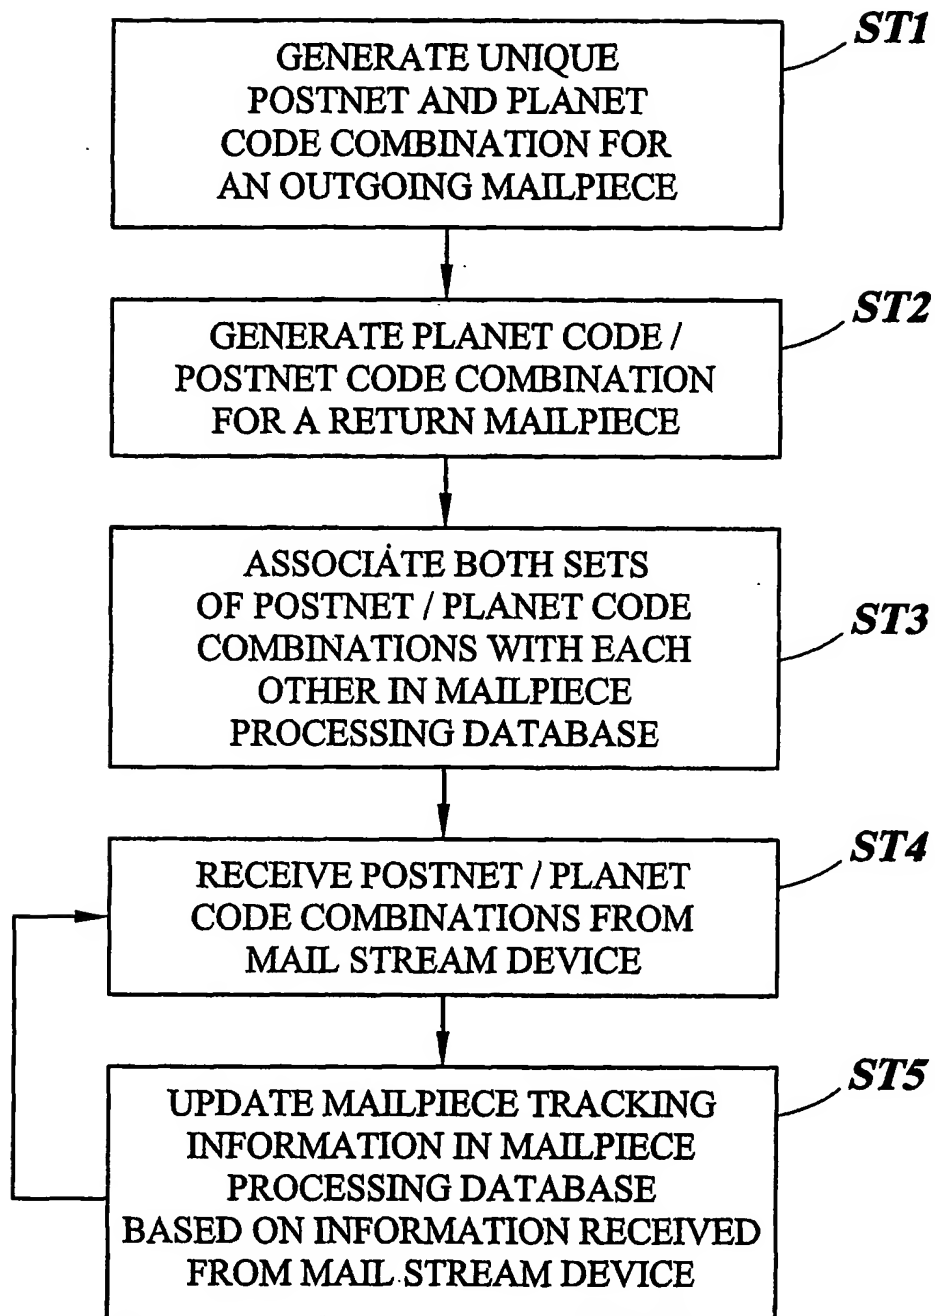 ST1
GENERATE UNIQUE
POSTNET AND PLANET
CODE COMBINATION FOR
AN OUTGOING MAILPIECE
ST2
GENERATE PLANET CODE /
POSTNET CODE COMBINATION
FOR A RETURN MAILPIECE
ST3
ASSOCIATE BOTH SETS
OF POSTNET / PLANET CODE
COMBINATIONS WITH EACH
OTHER IN MAILPIECE
PROCESSING DATABASE
ST4
RECEIVE POSTNET / PLANET
CODE COMBINATIONS FROM
MAIL STREAM DEVICE
ST5
UPDATE MAILPIECE TRACKING
INFORMATION IN MAILPIECE
PROCESSING DATABASE
BASED ON INFORMATION RECEIVED
FROM MAIL STREAM DEVICE